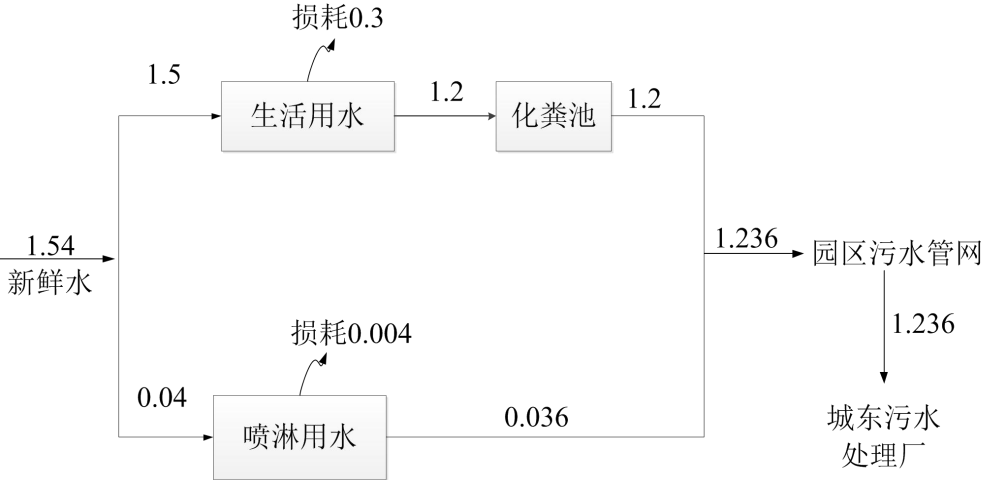 损耗0.3
1.5
生活用水
1.2
化粪池
1.2
1.54
新鲜水
1.236
园区污水管网
1.236
损耗0.004
0.04
喷淋用水
0.036
城东污水
处理厂